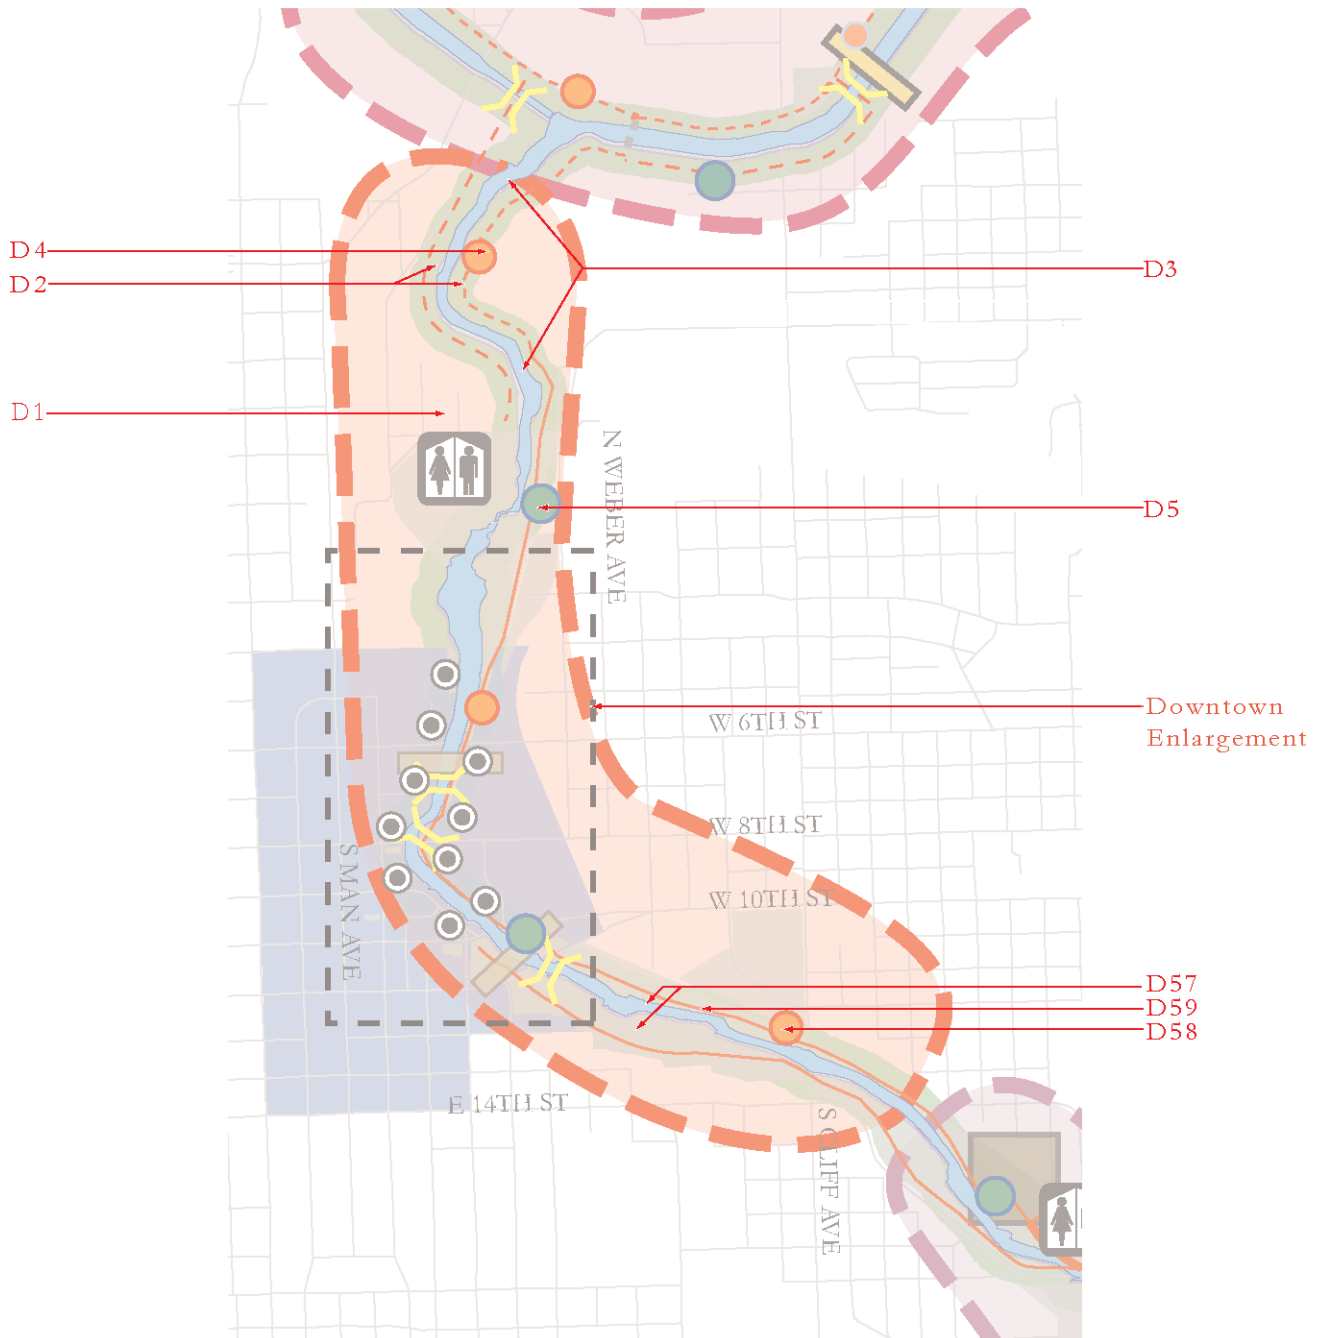 D4
D2
D3
D1
N WEBER AVE
D5
Downtown
Enlargement
W 6TH ST
W 8TH ST
S MAN AVE
W 10TH ST
D57
D59
D58
E 14TH ST
S CLIFF AVE